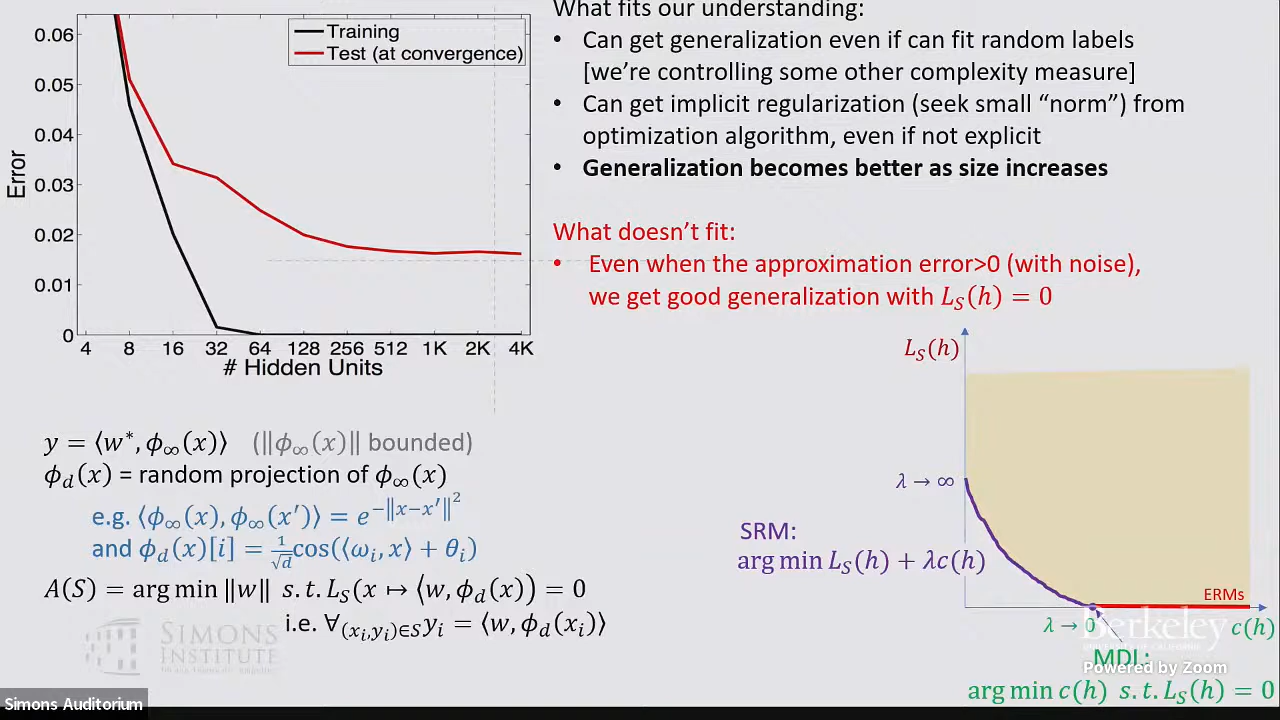 What fits our understanding:
• Can get generalization even if can fit random labels
[we're controlling some other complexity measure]
• Can get implicit regularization (seek small “norm”) from
optimization algorithm, even if not explicit
• Generalization becomes better as size increases
What doesn't fit:
• Even when the approximation error>0 (with noise),
we get good generalization with L_S(h) = 0
Training
Test (at convergence)
Error
0.06
0.05
0.04
0.03
0.02
0.01
0
4 8 16 32 64 128 256 512 1K 2K 4K
# Hidden Units
y = ⟨w*, ϕ_∞(x)⟩ (‖ϕ_∞(x)‖ bounded)
ϕ_d(x) = random projection of ϕ_∞(x)
e.g. ⟨ϕ_∞(x), ϕ_∞(x′)⟩ = e^{−‖x−x′‖²}
and ϕ_d(x)[i] = 1/√d cos(⟨ω_i, x⟩ + θ_i)
A(S) = arg min ‖w‖ s.t. L_S(x ↦ ⟨w, ϕ_d(x)⟩) = 0
i.e. ∀_{(x_i,y_i)∈S} y_i = ⟨w, ϕ_d(x_i)⟩
L_S(h)
λ → ∞
SRM:
arg min L_S(h) + λc(h)
ERMs
λ → 0
c(h)
MDL:
arg min c(h) s.t. L_S(h) = 0
SIMONS
INSTITUTE
Berkeley
Powered by Zoom
Simons Auditorium